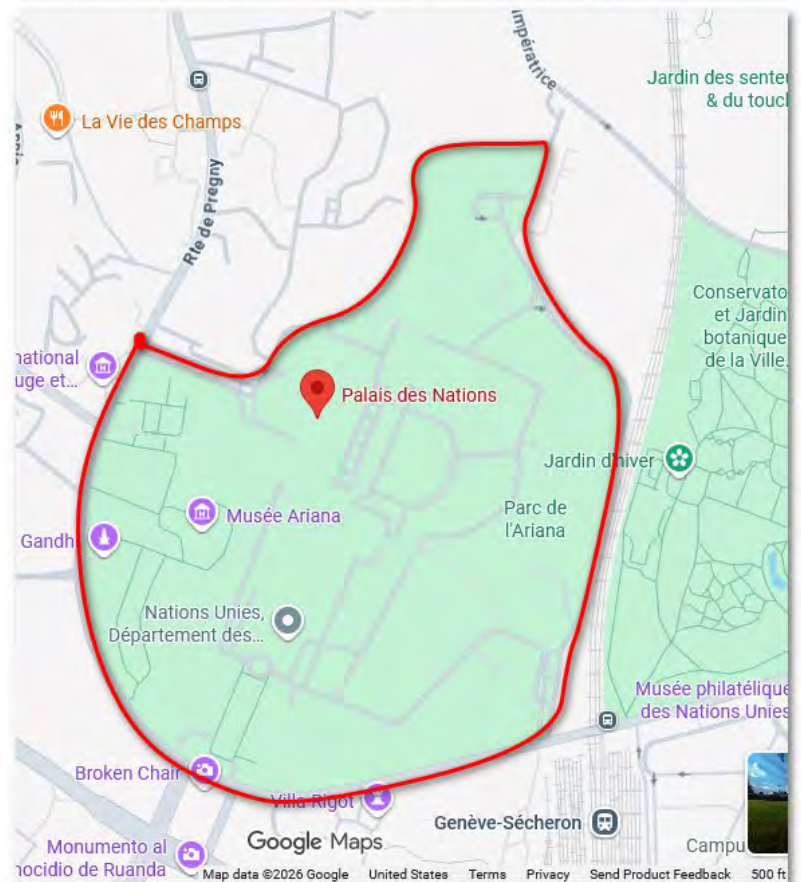 Impératrice
Jardin des senteu
& du touch
La Vie des Champs
Rte de Pregny
Conservato
et Jardin
botanique
de la Ville
national
uge et...
Palais des Nations
Jardin d'hiver
Musée Ariana
Parc de
l'Ariana
Gandh
Nations Unies,
Département des...
Musée philatélique
des Nations Unies
Broken Chair
Villa Rigot
Genève-Sécheron
Campu
Monumento al
nocidio de Ruanda
Google Maps
Map data ©2026 Google United States Terms Privacy Send Product Feedback 500 ft